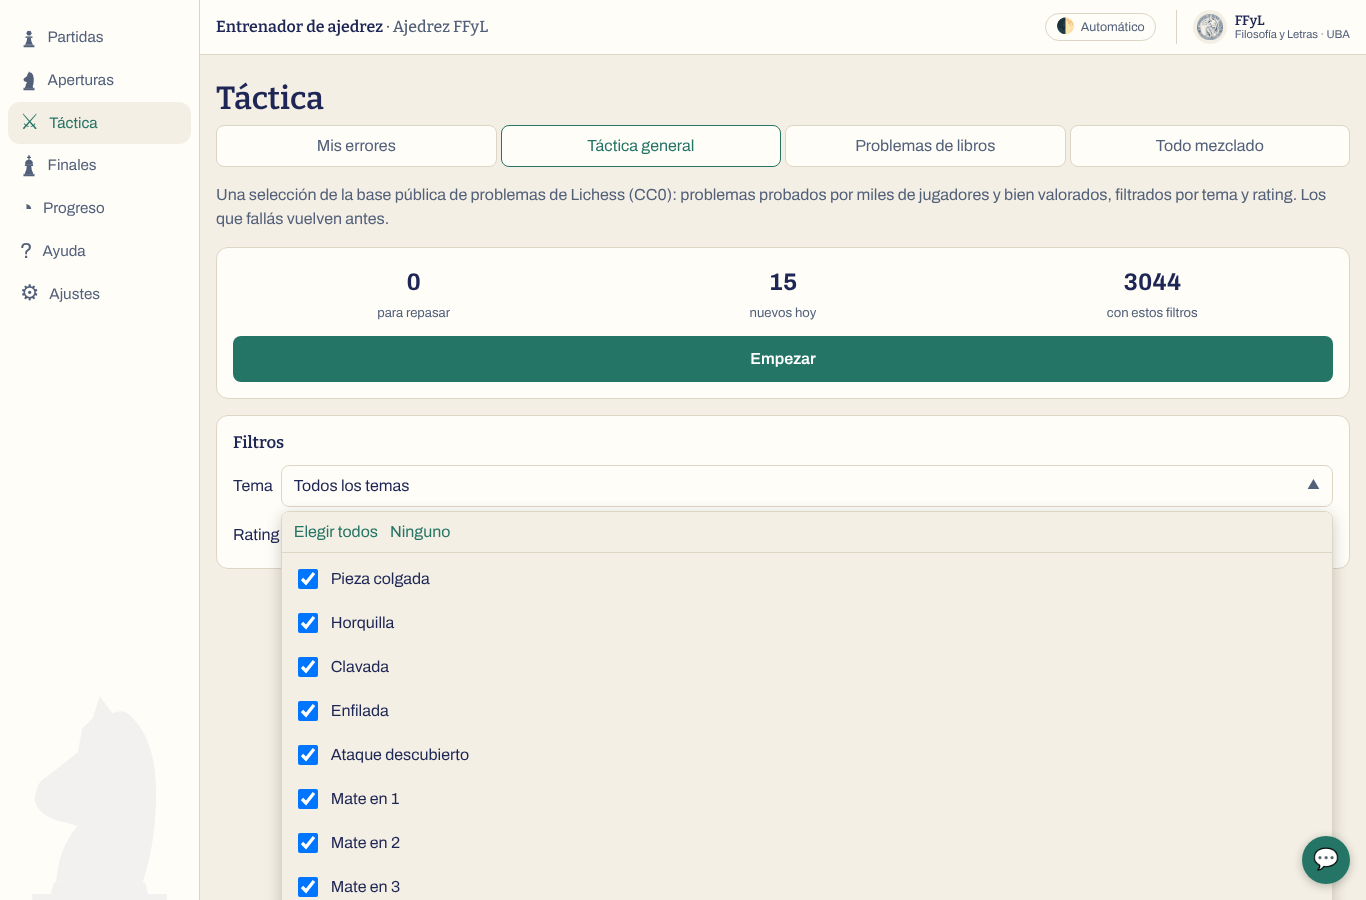 Partidas
Aperturas
Táctica
Finales
Progreso
? Ayuda
Ajustes
Entrenador de ajedrez · Ajedrez FFyL
Automático
FFyL
Filosofía y Letras · UBA
Táctica
Mis errores
Táctica general
Problemas de libros
Todo mezclado
Una selección de la base pública de problemas de Lichess (CC0): problemas probados por miles de jugadores y bien valorados, filtrados por tema y rating. Los
que fallás vuelven antes.
0
para repasar
15
nuevos hoy
3044
con estos filtros
Empezar
Filtros
Tema
Todos los temas
Rating
Elegir todos
Ninguno
Pieza colgada
Horquilla
Clavada
Enfilada
Ataque descubierto
Mate en 1
Mate en 2
Mate en 3